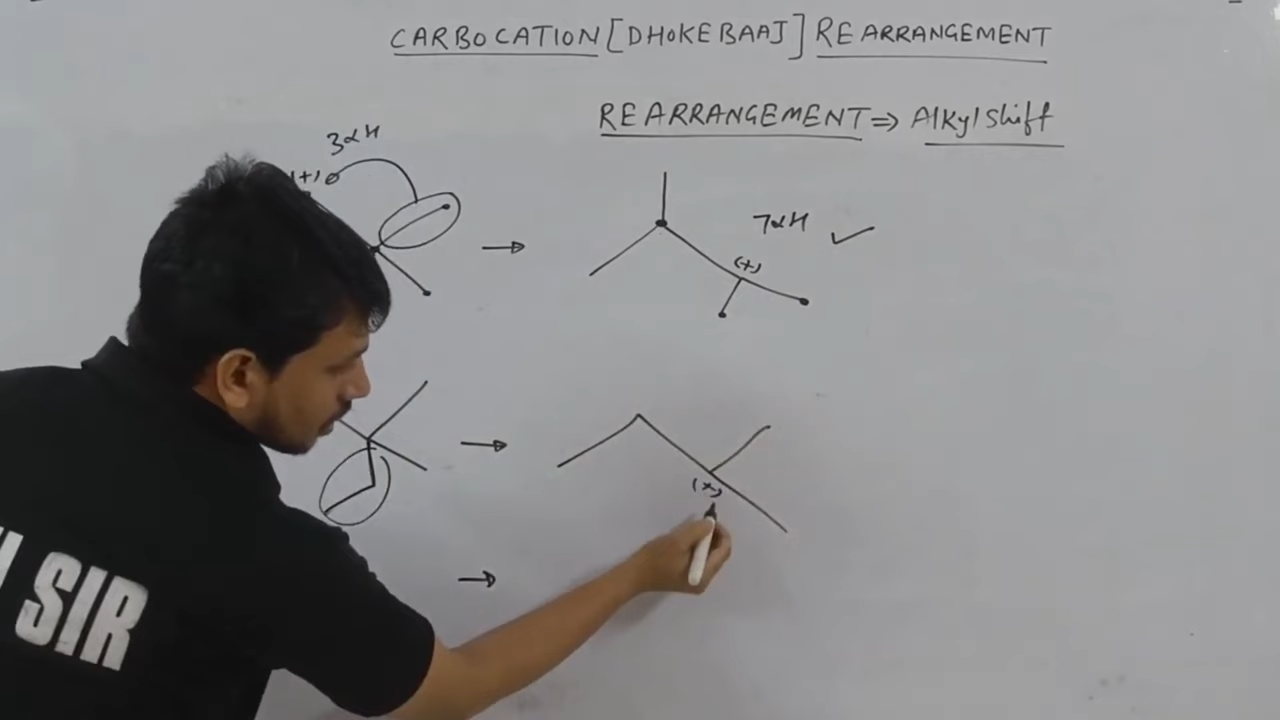 CARBOCATION [DHOKEBAAJ] REARRANGEMENT
REARRANGEMENT ⇒ Alkyl shift
3αH
(+)
7αH ✓
(+)
(+)
SIR